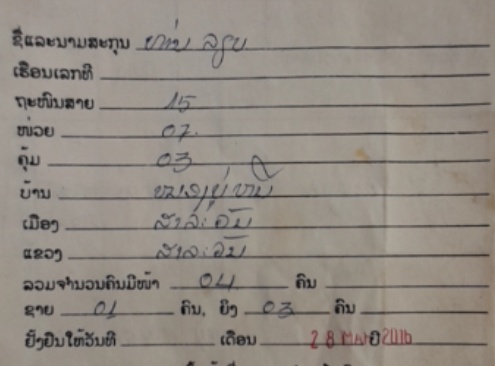 ຊື່ແລະນາມສະກຸນ ທ່ານ ລຽບ
ເຮືອນເລກທີ
ຖະໜົນສາຍ 15
ໜ່ວຍ 07
ຄຸ້ມ 03
ບ້ານ
ເມືອງ ສາລະວັນ
ແຂວງ ສາລະວັນ
ລວມຈຳນວນຄົນມີໜ້າ 04 ຄົນ
ຊາຍ 01 ຄົນ, ຍິງ 03 ຄົນ
ຢັ້ງຢືນໃຫ້ວັນທີ ເດືອນ 28 MAY ປີ 2016